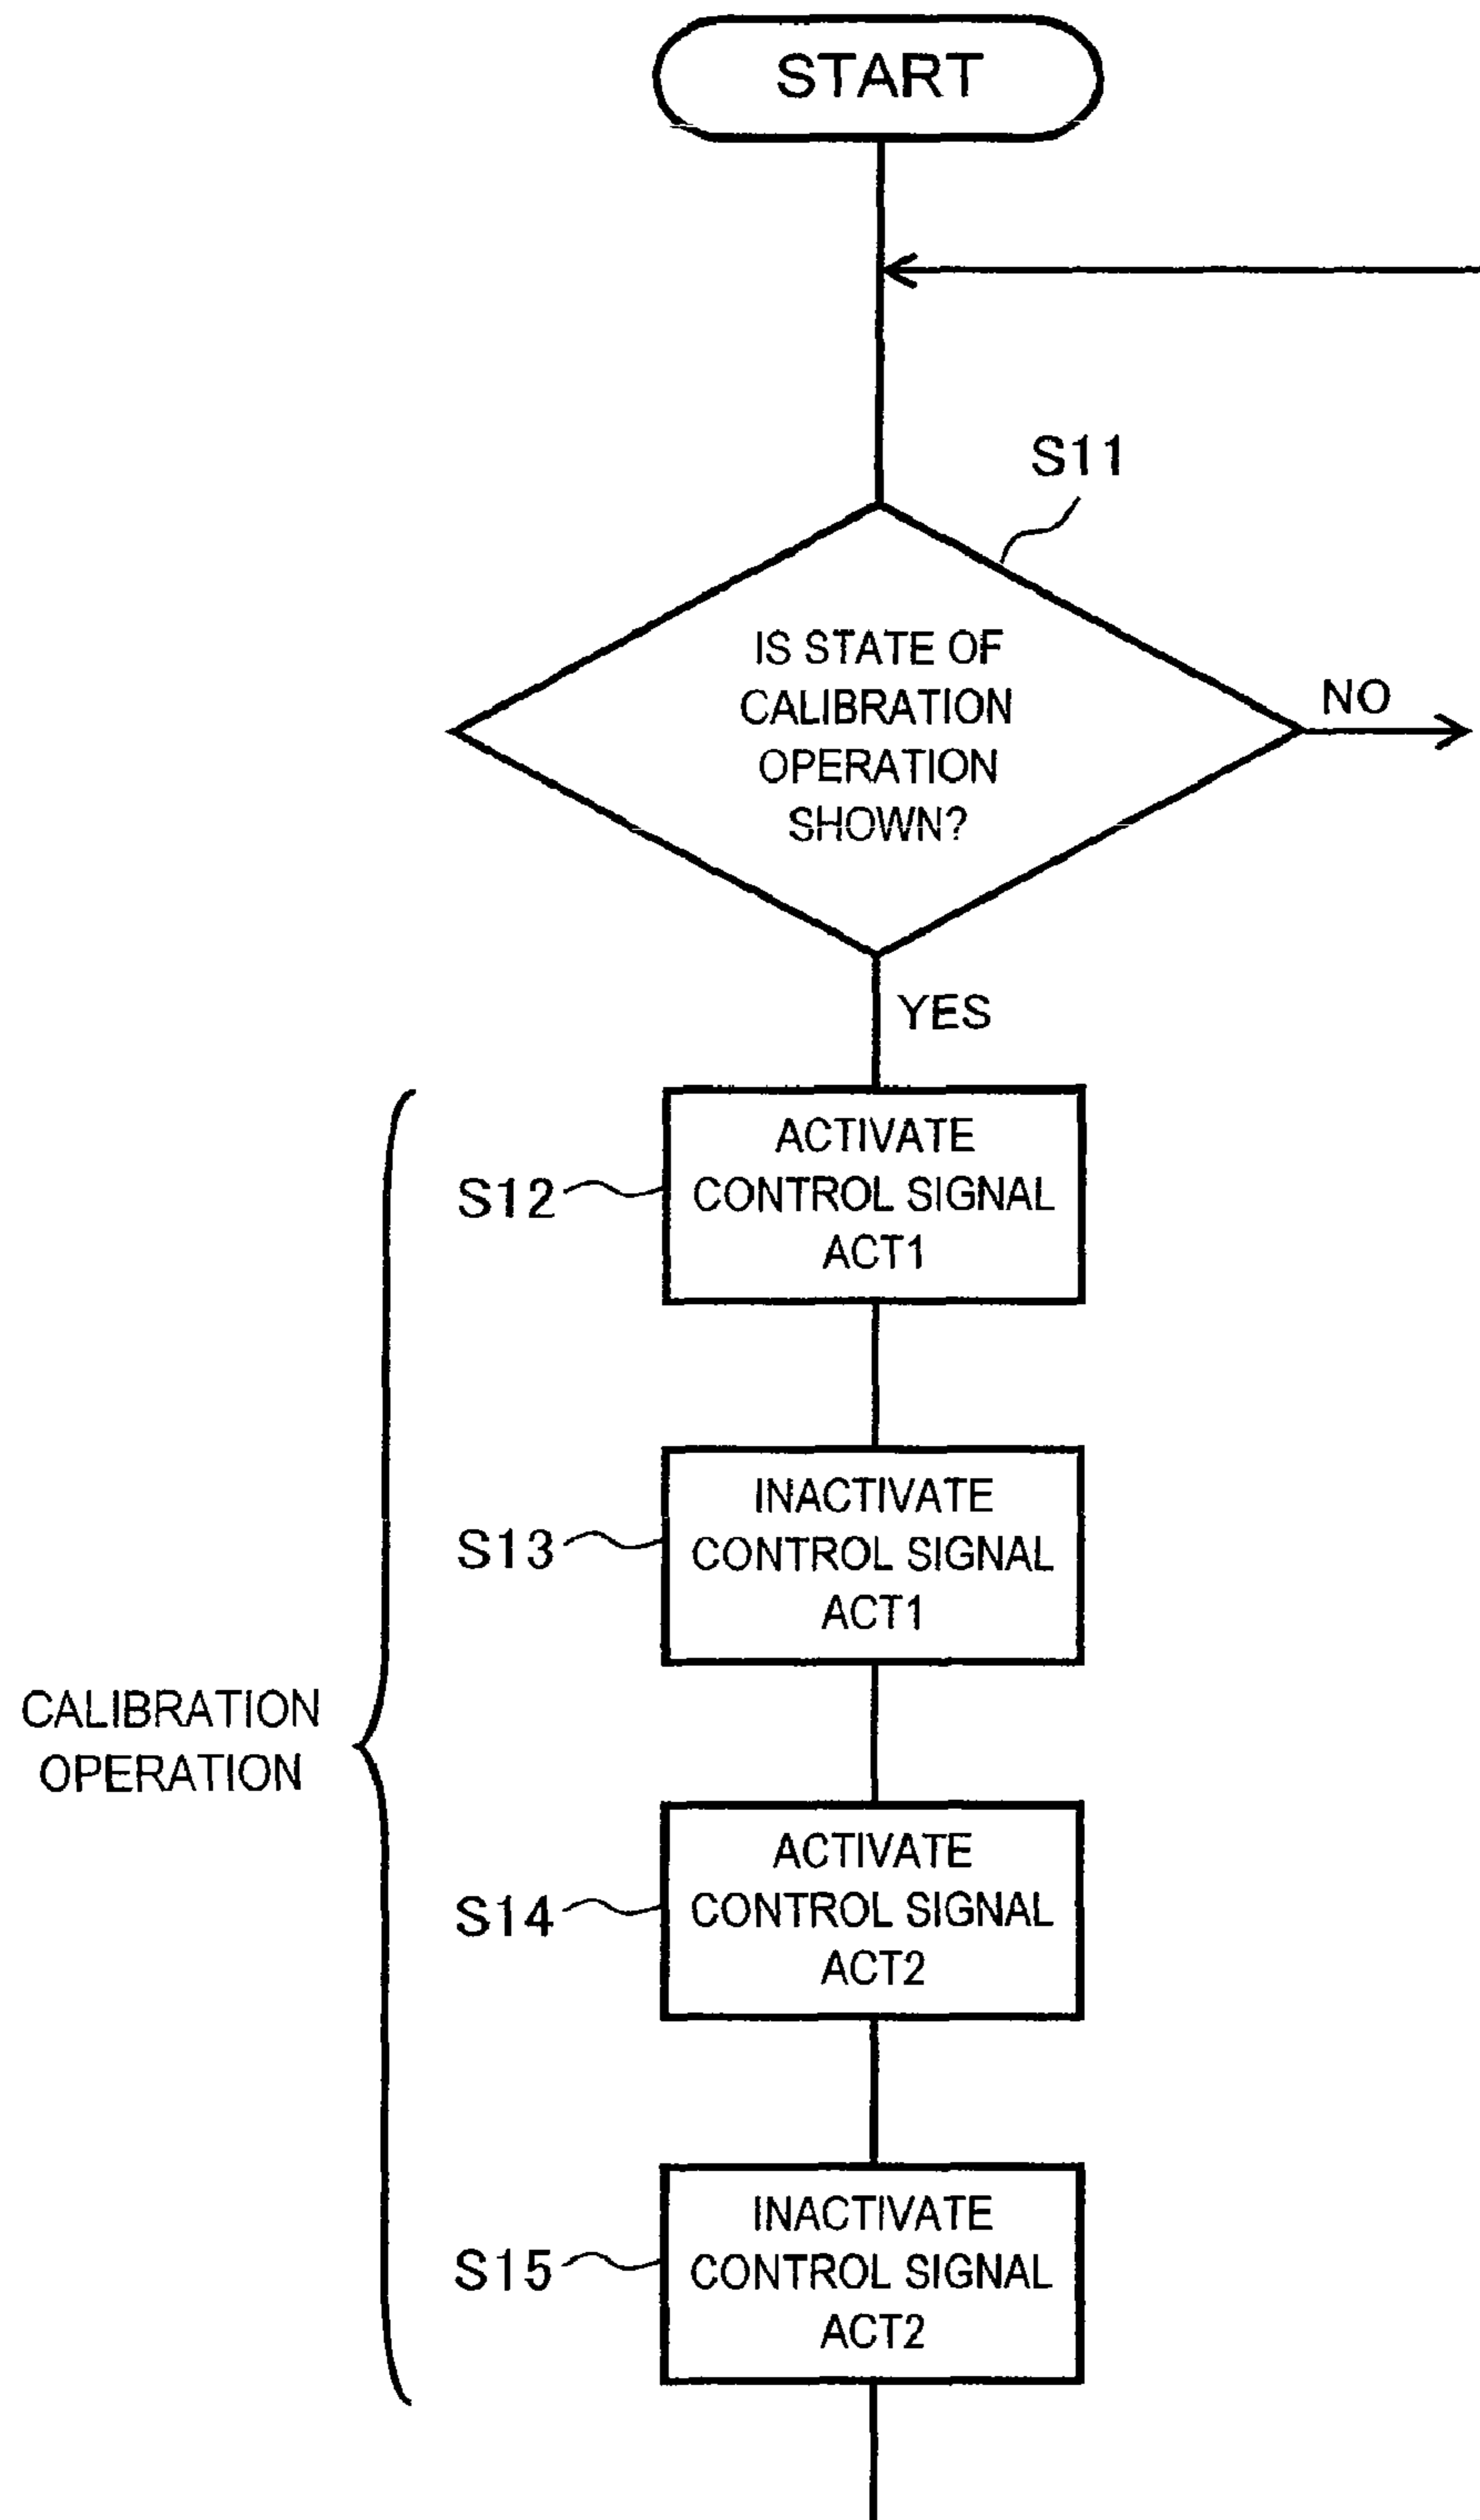 START
S11
IS STATE OF
CALIBRATION
OPERATION
SHOWN?
NO
YES
S12
ACTIVATE
CONTROL SIGNAL
ACT1
S13
INACTIVATE
CONTROL SIGNAL
ACT1
CALIBRATION
OPERATION
S14
ACTIVATE
CONTROL SIGNAL
ACT2
S15
INACTIVATE
CONTROL SIGNAL
ACT2